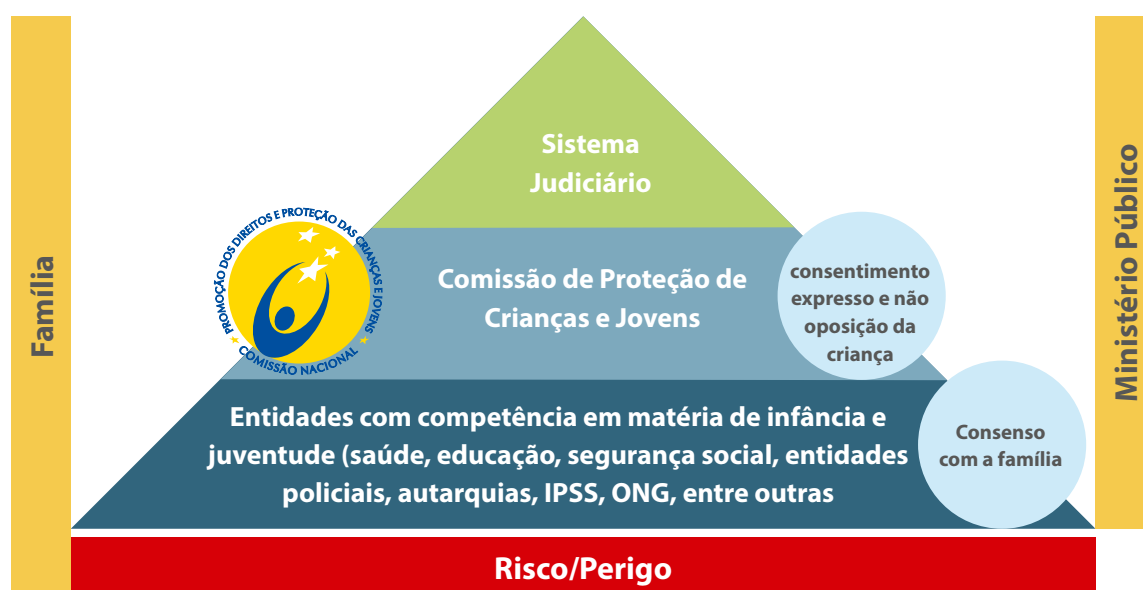 Família
Sistema
Judiciário
PROMOÇÃO DOS DIREITOS E PROTEÇÃO DAS CRIANÇAS E JOVENS
COMISSÃO NACIONAL
Comissão de Proteção de
Crianças e Jovens
consentimento
expresso e não
oposição da
criança
Entidades com competência em matéria de infância e
juventude (saúde, educação, segurança social, entidades
policiais, autarquias, IPSS, ONG, entre outras
Consenso
com a família
Ministério Público
Risco/Perigo